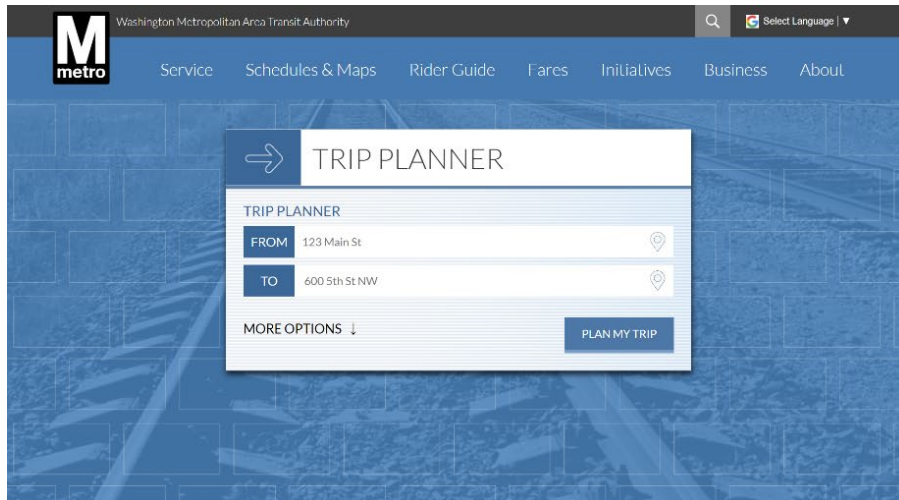 Washington Metropolitan Area Transit Authority
G Select Language ▼
M
metro
Service Schedules & Maps Rider Guide Fares Initiatives Business About
TRIP PLANNER
TRIP PLANNER
FROM 123 Main St
TO 600 5th St NW
MORE OPTIONS ↓
PLAN MY TRIP